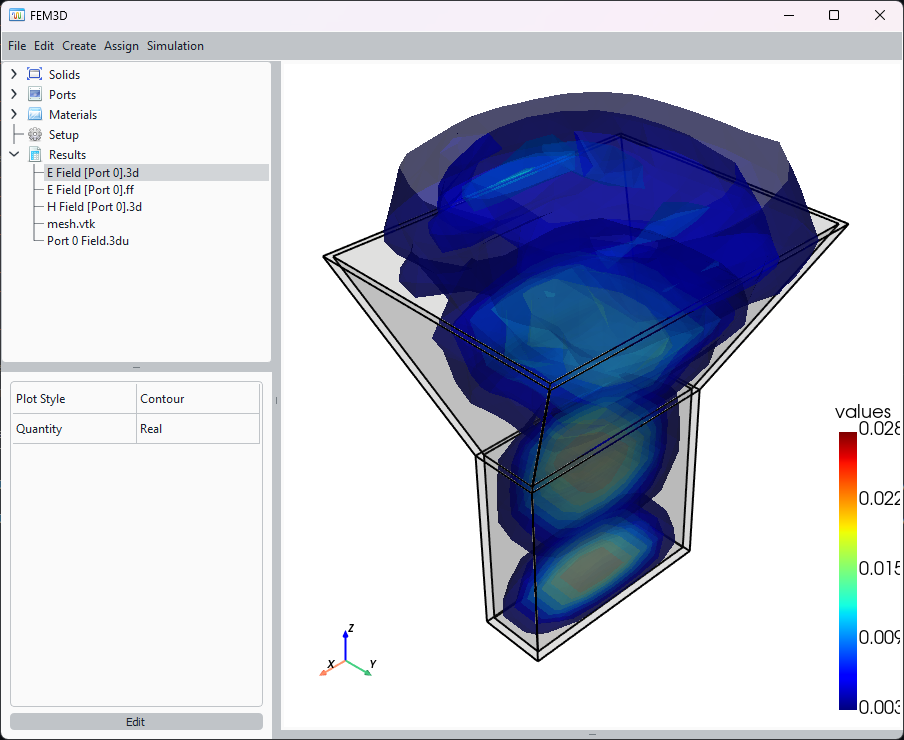 FEM3D
File Edit Create Assign Simulation
Solids
Ports
Materials
Setup
Results
E Field [Port 0].3d
E Field [Port 0].ff
H Field [Port 0].3d
mesh.vtk
Port 0 Field.3du
Plot Style Contour
Quantity Real
Edit
values
0.028
0.022
0.015
0.009
0.003
Z
X
Y